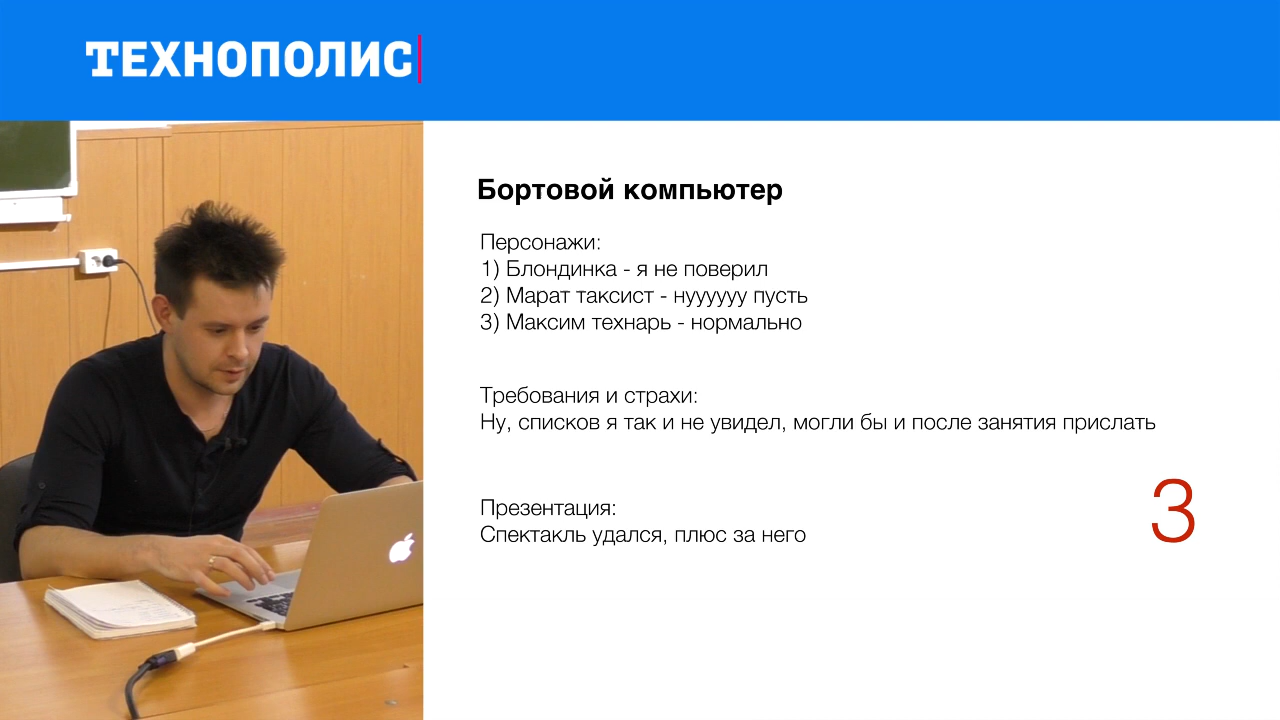 ТЕХНОПОЛИС
Бортовой компьютер
Персонажи:
1) Блондинка - я не поверил
2) Марат таксист - нуууууу пусть
3) Максим технарь - нормально
Требования и страхи:
Ну, списков я так и не увидел, могли бы и после занятия прислать
Презентация:
Спектакль удался, плюс за него
3